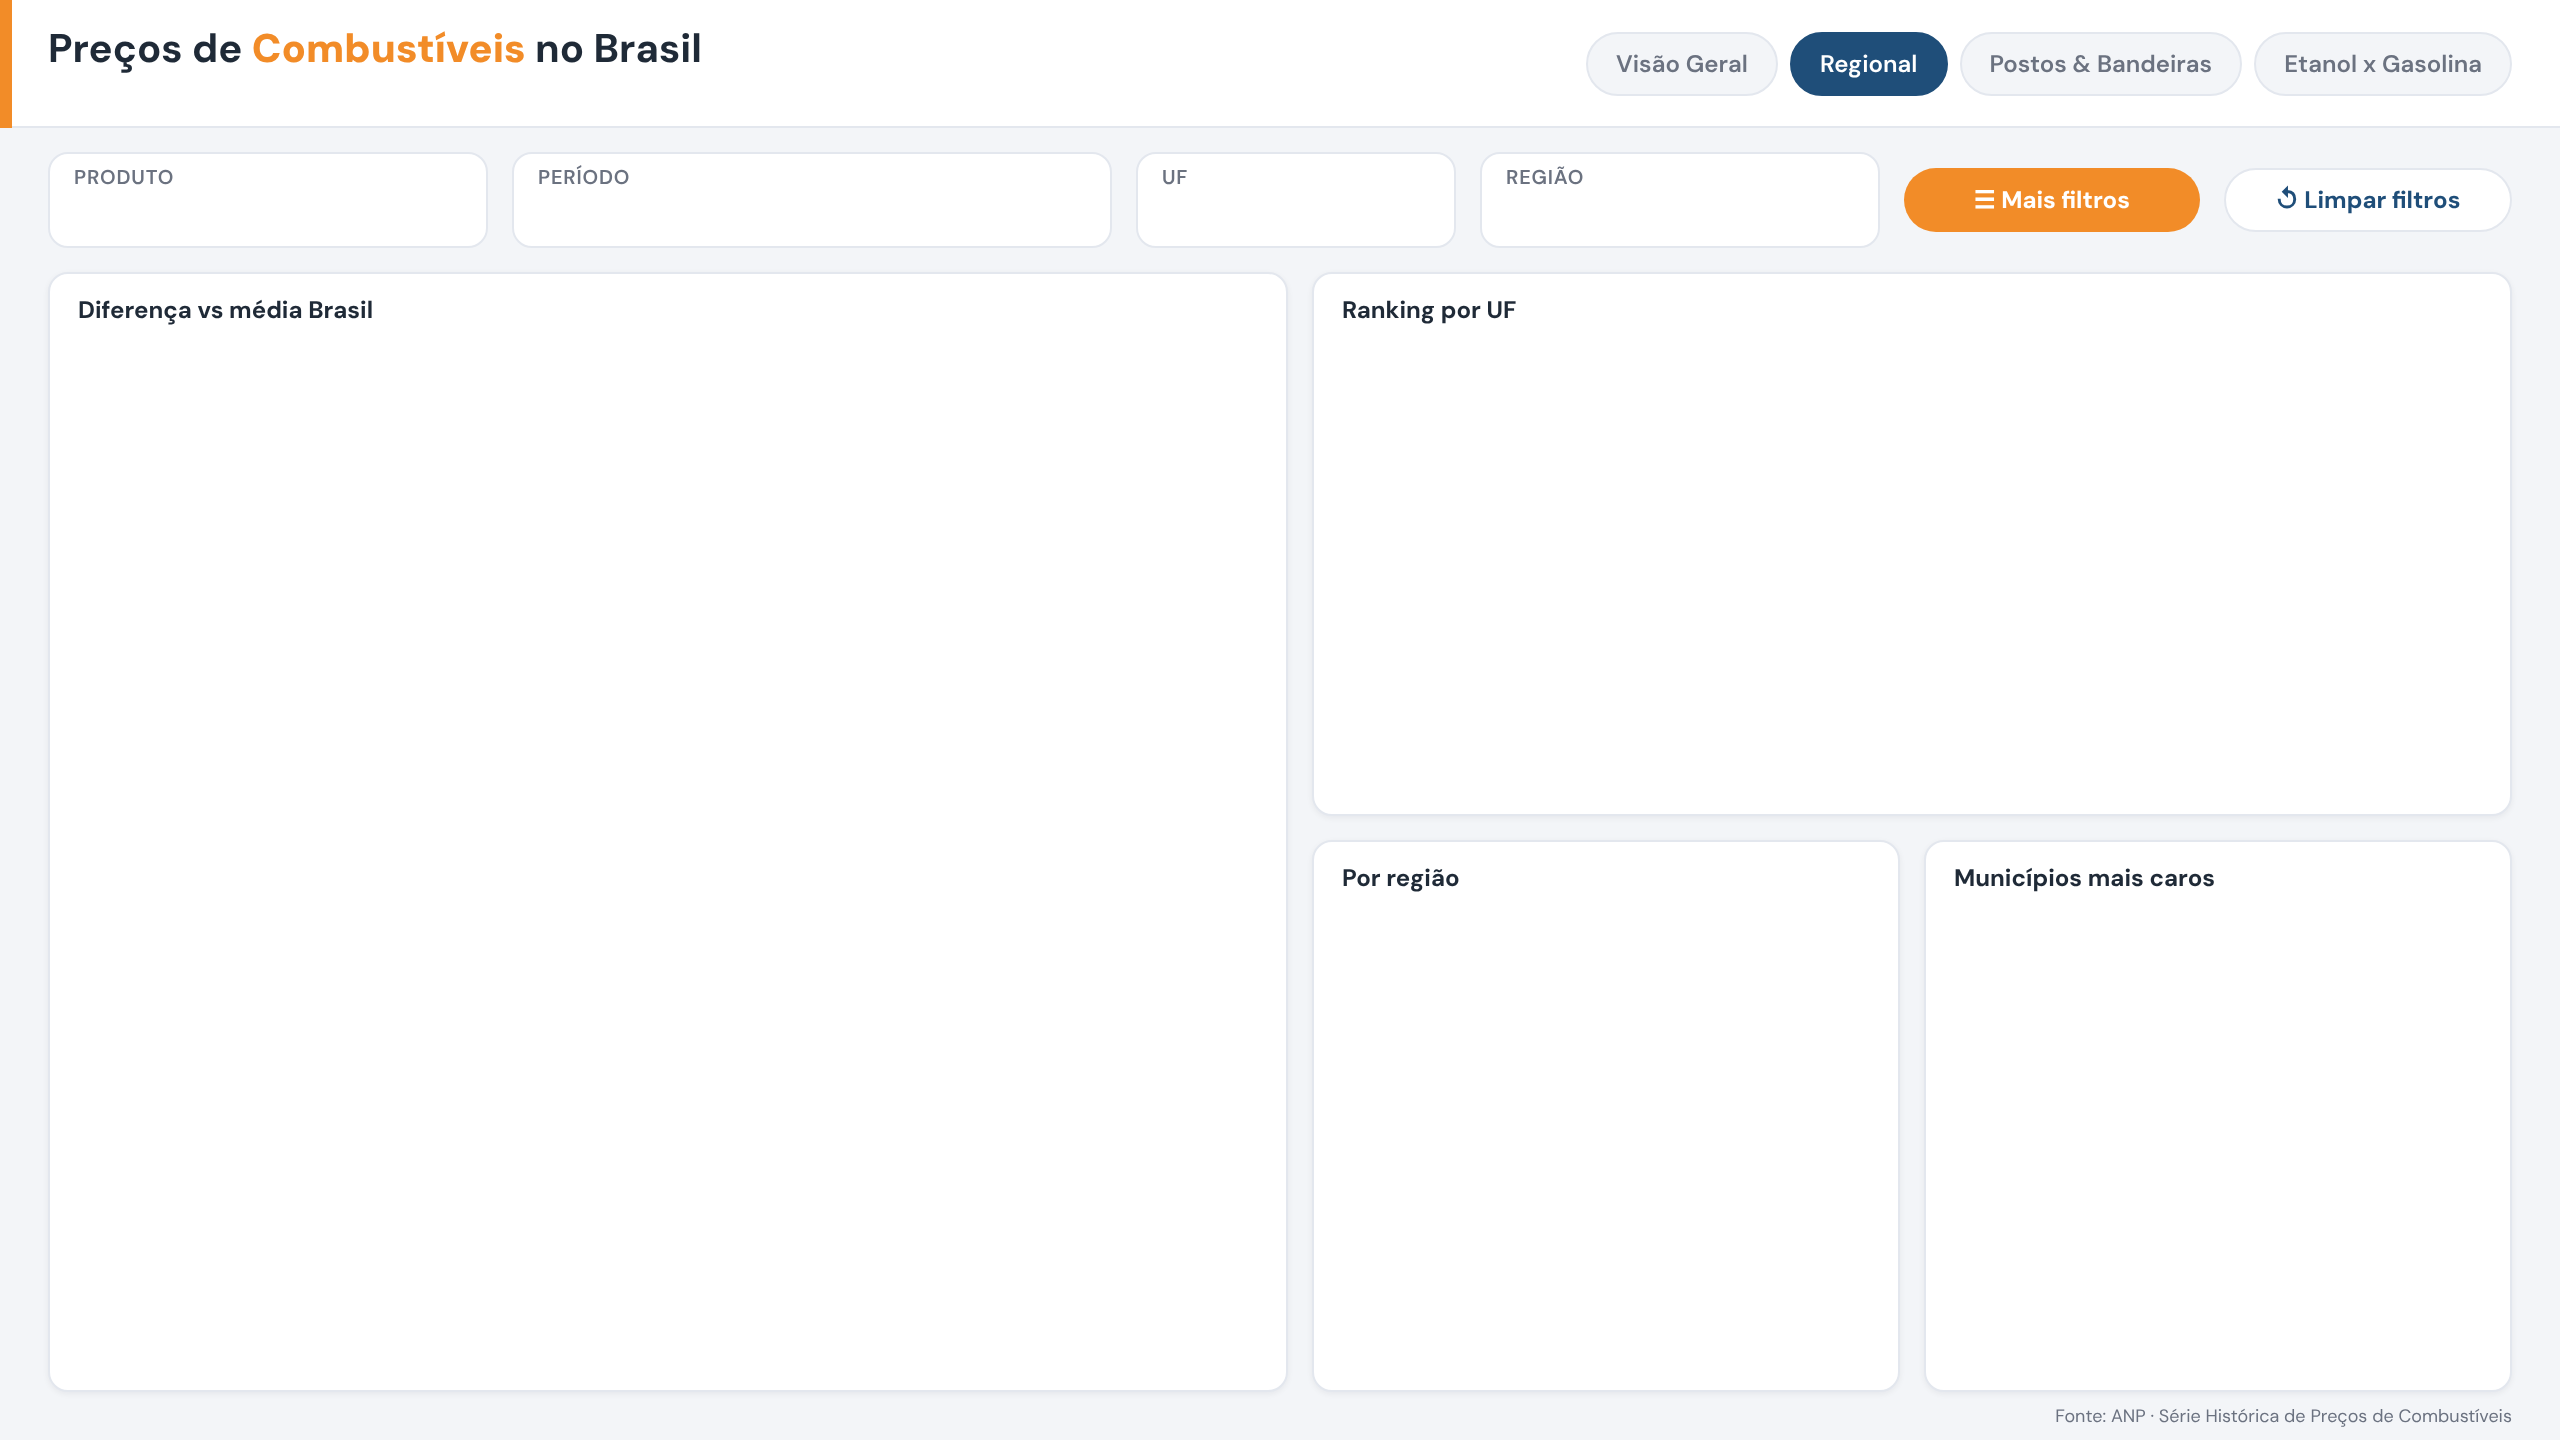 Preços de Combustíveis no Brasil
Visão Geral
Regional
Postos & Bandeiras
Etanol x Gasolina
PRODUTO
PERÍODO
UF
REGIÃO
☰ Mais filtros
↺ Limpar filtros
Diferença vs média Brasil
Ranking por UF
Por região
Municípios mais caros
Fonte: ANP · Série Histórica de Preços de Combustíveis